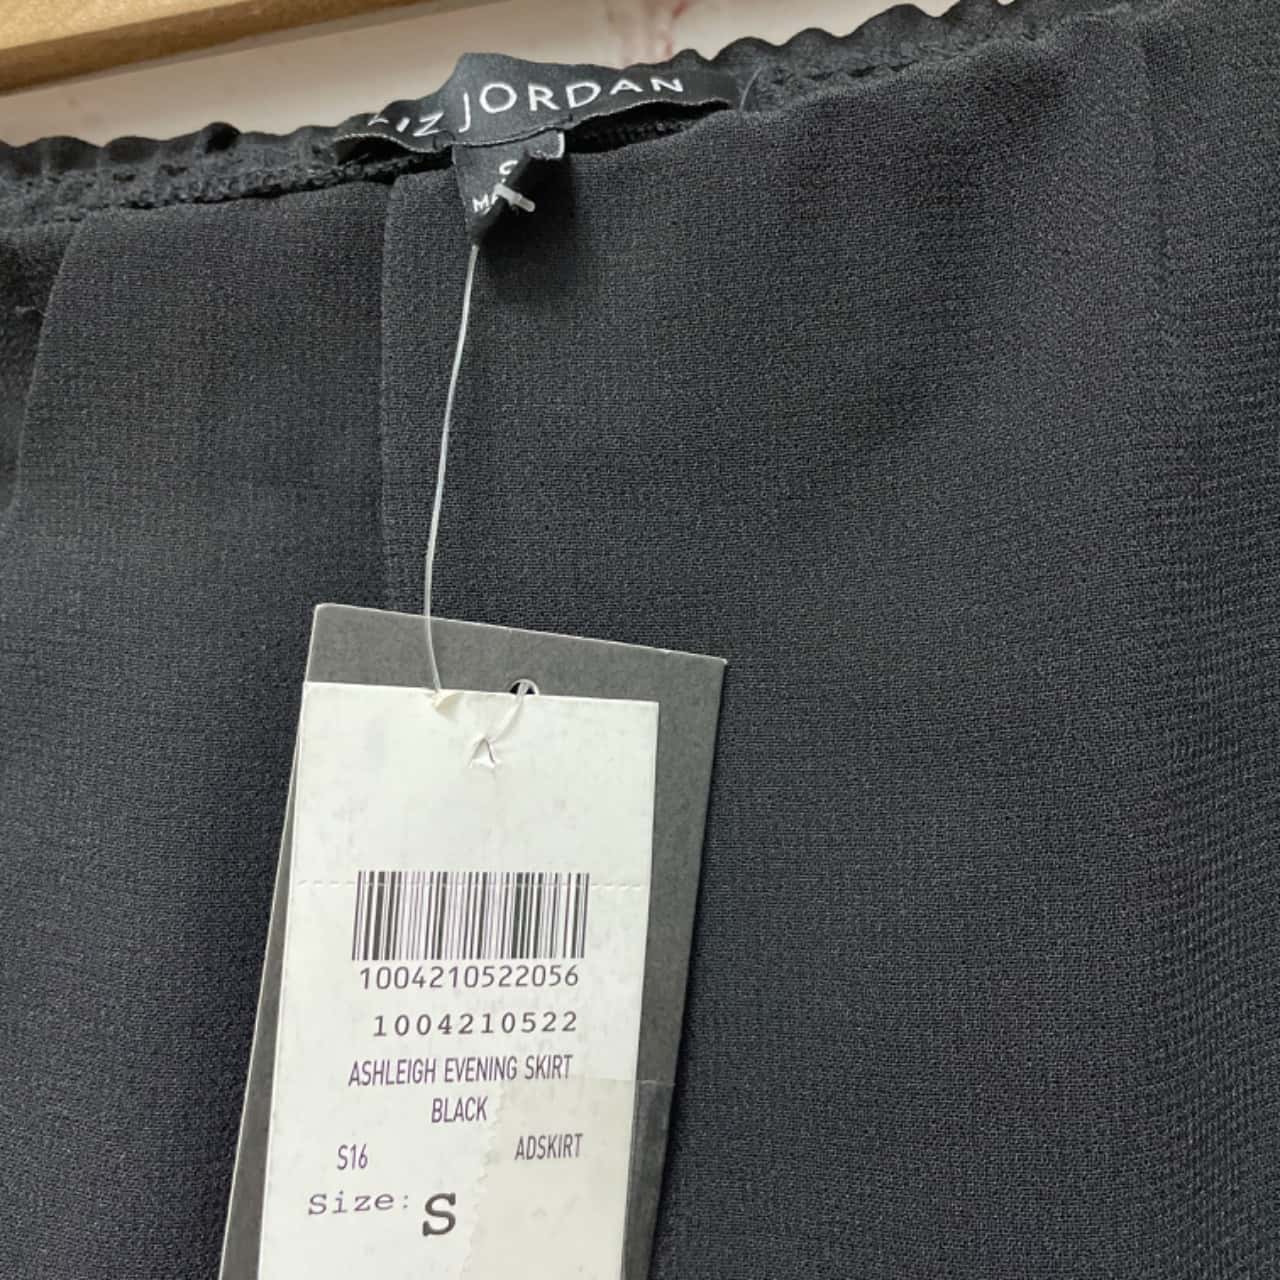 LIZ JORDAN
1004210522056
1004210522
ASHLEIGH EVENING SKIRT
BLACK
S16 ADSKIRT
Size: S